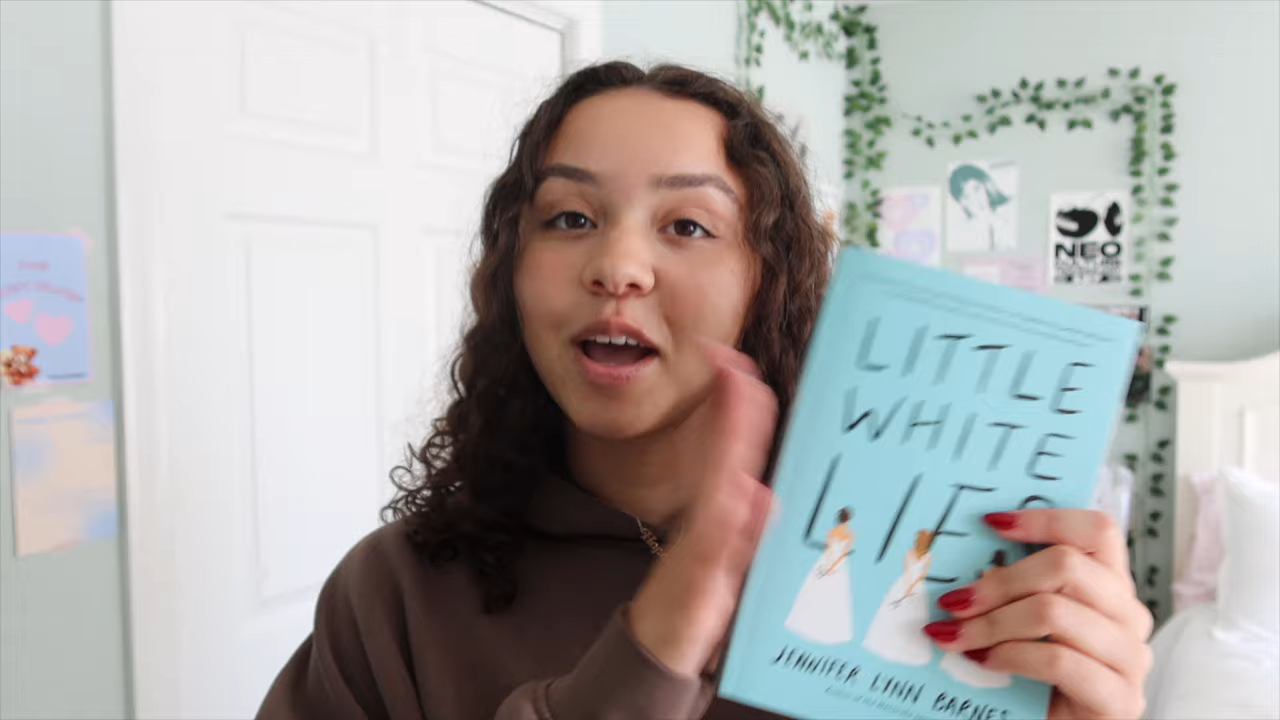 NEO
LITTLE
WHITE
LIES
JENNIFER LYNN BARNES